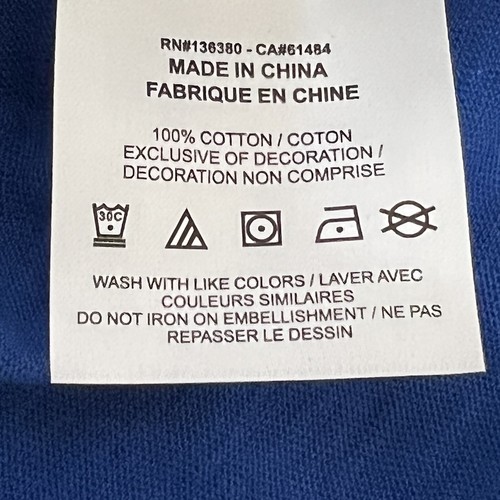 RN#136380 - CA#61484
MADE IN CHINA
FABRIQUE EN CHINE
100% COTTON / COTON
EXCLUSIVE OF DECORATION /
DECORATION NON COMPRISE
30C
WASH WITH LIKE COLORS / LAVER AVEC
COULEURS SIMILAIRES
DO NOT IRON ON EMBELLISHMENT / NE PAS
REPASSER LE DESSIN